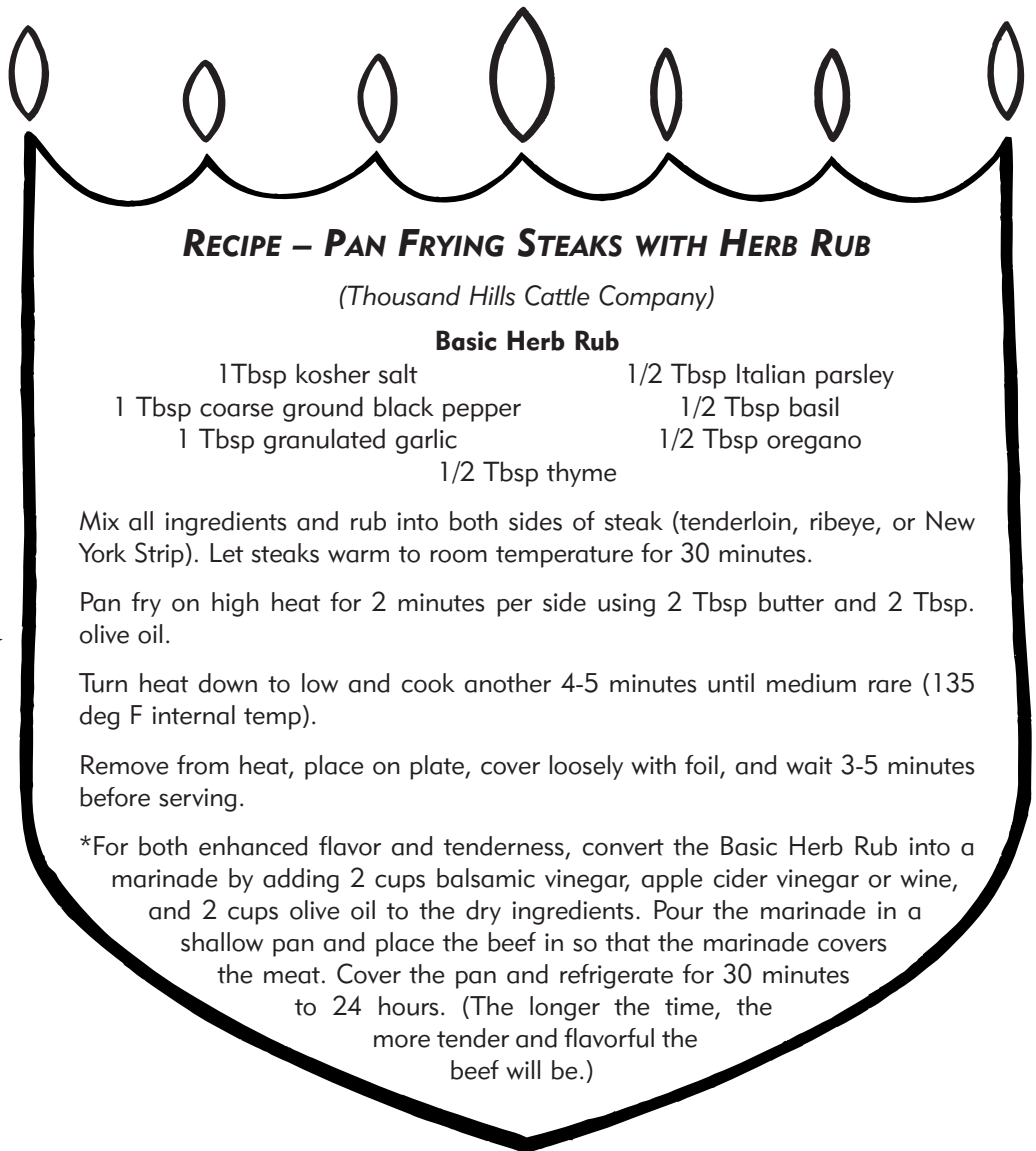 RECIPE – PAN FRYING STEAKS WITH HERB RUB
(Thousand Hills Cattle Company)
Basic Herb Rub
1Tbsp kosher salt
1 Tbsp coarse ground black pepper
1 Tbsp granulated garlic
1/2 Tbsp Italian parsley
1/2 Tbsp basil
1/2 Tbsp oregano
1/2 Tbsp thyme
Mix all ingredients and rub into both sides of steak (tenderloin, ribeye, or New
York Strip). Let steaks warm to room temperature for 30 minutes.
Pan fry on high heat for 2 minutes per side using 2 Tbsp butter and 2 Tbsp.
olive oil.
Turn heat down to low and cook another 4-5 minutes until medium rare (135
deg F internal temp).
Remove from heat, place on plate, cover loosely with foil, and wait 3-5 minutes
before serving.
*For both enhanced flavor and tenderness, convert the Basic Herb Rub into a
marinade by adding 2 cups balsamic vinegar, apple cider vinegar or wine,
and 2 cups olive oil to the dry ingredients. Pour the marinade in a
shallow pan and place the beef in so that the marinade covers
the meat. Cover the pan and refrigerate for 30 minutes
to 24 hours. (The longer the time, the
more tender and flavorful the
beef will be.)